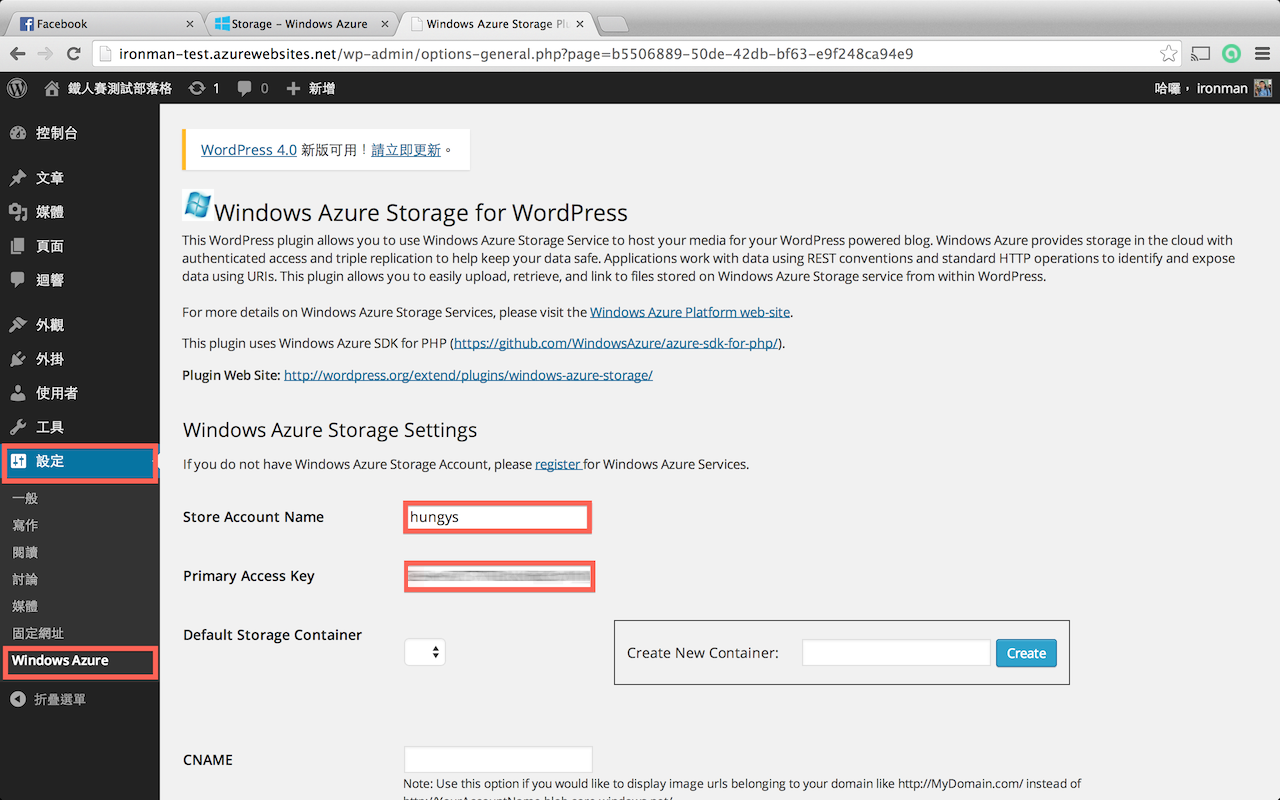 Facebook
Storage - Windows Azure
Windows Azure Storage Pl
ironman-test.azurewebsites.net/wp-admin/options-general.php?page=b5506889-50de-42db-bf63-e9f248ca94e9
鐵人賽測試部落格 1 0 新增 哈囉, ironman
控制台
文章
媒體
頁面
迴響
外觀
外掛
使用者
工具
設定
一般
寫作
閱讀
討論
媒體
固定網址
Windows Azure
折疊選單
WordPress 4.0 新版可用！請立即更新。
Windows Azure Storage for WordPress
This WordPress plugin allows you to use Windows Azure Storage Service to host your media for your WordPress powered blog. Windows Azure provides storage in the cloud with
authenticated access and triple replication to help keep your data safe. Applications work with data using REST conventions and standard HTTP operations to identify and expose
data using URIs. This plugin allows you to easily upload, retrieve, and link to files stored on Windows Azure Storage service from within WordPress.
For more details on Windows Azure Storage Services, please visit the Windows Azure Platform web-site.
This plugin uses Windows Azure SDK for PHP (https://github.com/WindowsAzure/azure-sdk-for-php/).
Plugin Web Site: http://wordpress.org/extend/plugins/windows-azure-storage/
Windows Azure Storage Settings
If you do not have Windows Azure Storage Account, please register for Windows Azure Services.
Store Account Name hungys
Primary Access Key
Default Storage Container
Create New Container: Create
CNAME
Note: Use this option if you would like to display image urls belonging to your domain like http://MyDomain.com/ instead of
http://YourAccountName.blob.core.windows.net/